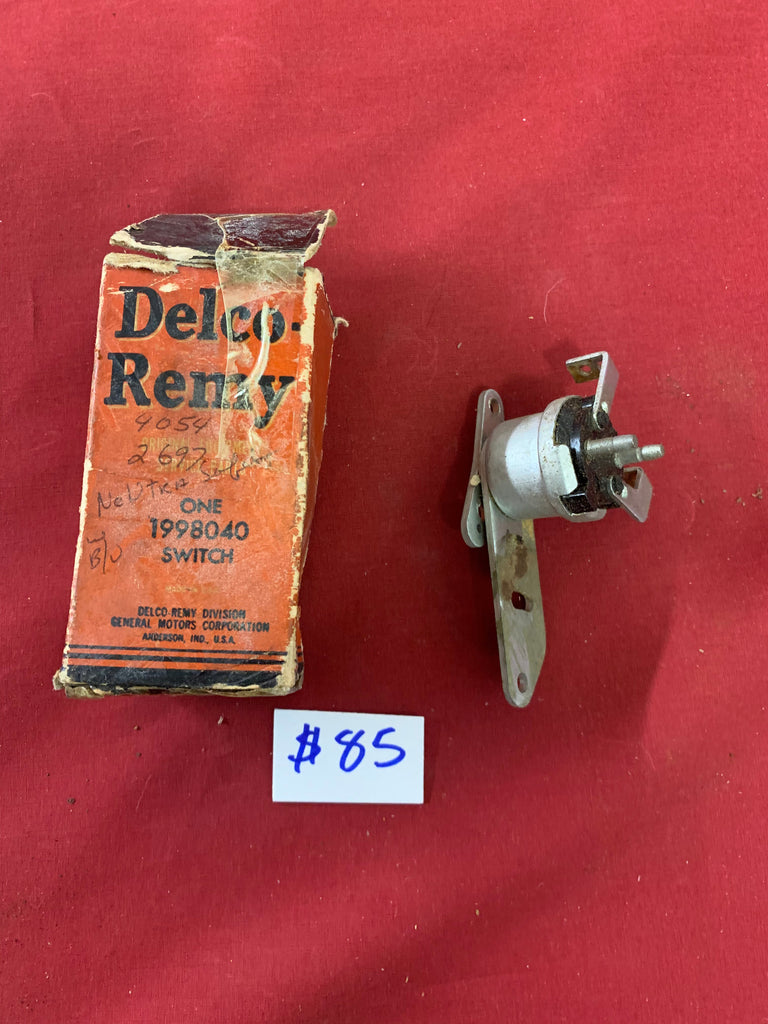 Delco-
Remy
4054
2697
ONE
1998040
SWITCH
B/U
DELCO-REMY DIVISION
GENERAL MOTORS CORPORATION
ANDERSON, IND., U.S.A.
$85